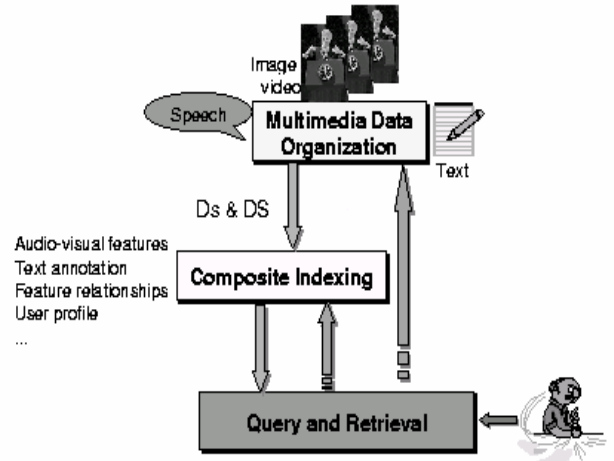 Image
video
Speech
Multimedia Data
Organization
Text
Ds & DS
Audio-visual features
Text annotation
Feature relationships
User profile
...
Composite Indexing
Query and Retrieval